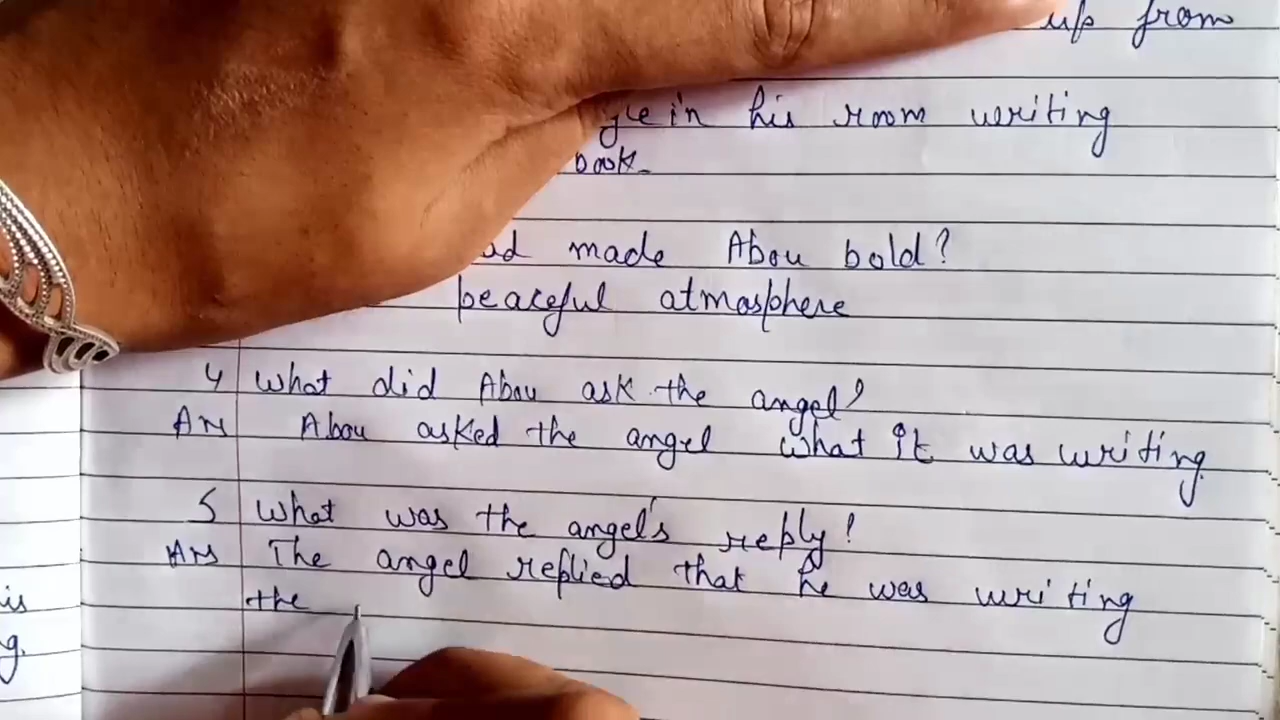 up from
in his room writing
book.
made Abou bold?
peaceful atmosphere
4 What did Abou ask the angel?
Ans Abou asked the angel what it was writing.
5 What was the angel's reply?
Ans The angel replied that he was writing
the
is